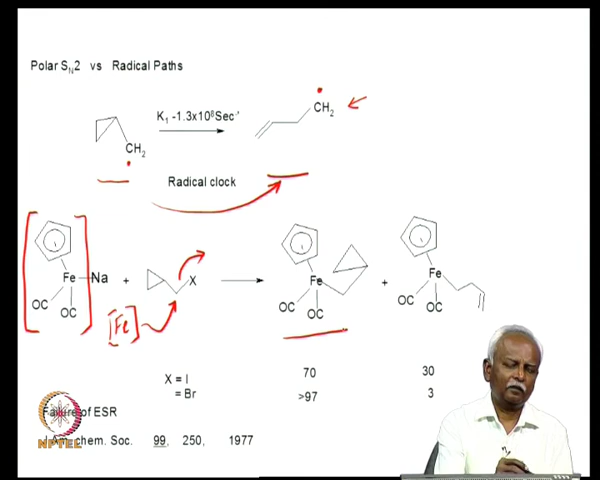 Polar SN2 vs Radical Paths
K1 -1.3x10⁸Sec⁻¹
CH2
CH2
Radical clock
Fe Na + X
Fe + Fe
OC OC
[Fe]
OC OC
OC OC
X = I 70 30
= Br >97 3
Failure of ESR
J. Am. chem. Soc. 99, 250, 1977
NPTEL